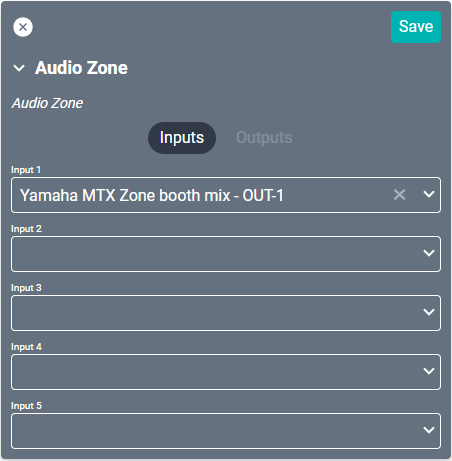 Save
Audio Zone
Audio Zone
Inputs Outputs
Input 1
Yamaha MTX Zone booth mix - OUT-1
Input 2
Input 3
Input 4
Input 5